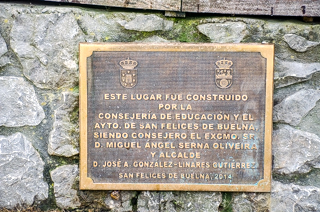 ESTE LUGAR FUE CONSTRUIDO
POR LA
CONSEJERIA DE EDUCACIÓN Y EL
AYTO. DE SAN FELICES DE BUELNA,
SIENDO CONSEJERO EL EXCMO. SR.
D. MIGUEL ÁNGEL SERNA OLIVEIRA
Y ALCALDE
D. JOSÉ A. GONZÁLEZ-LINARES GUTIÉRREZ
SAN FELICES DE BUELNA, 2014